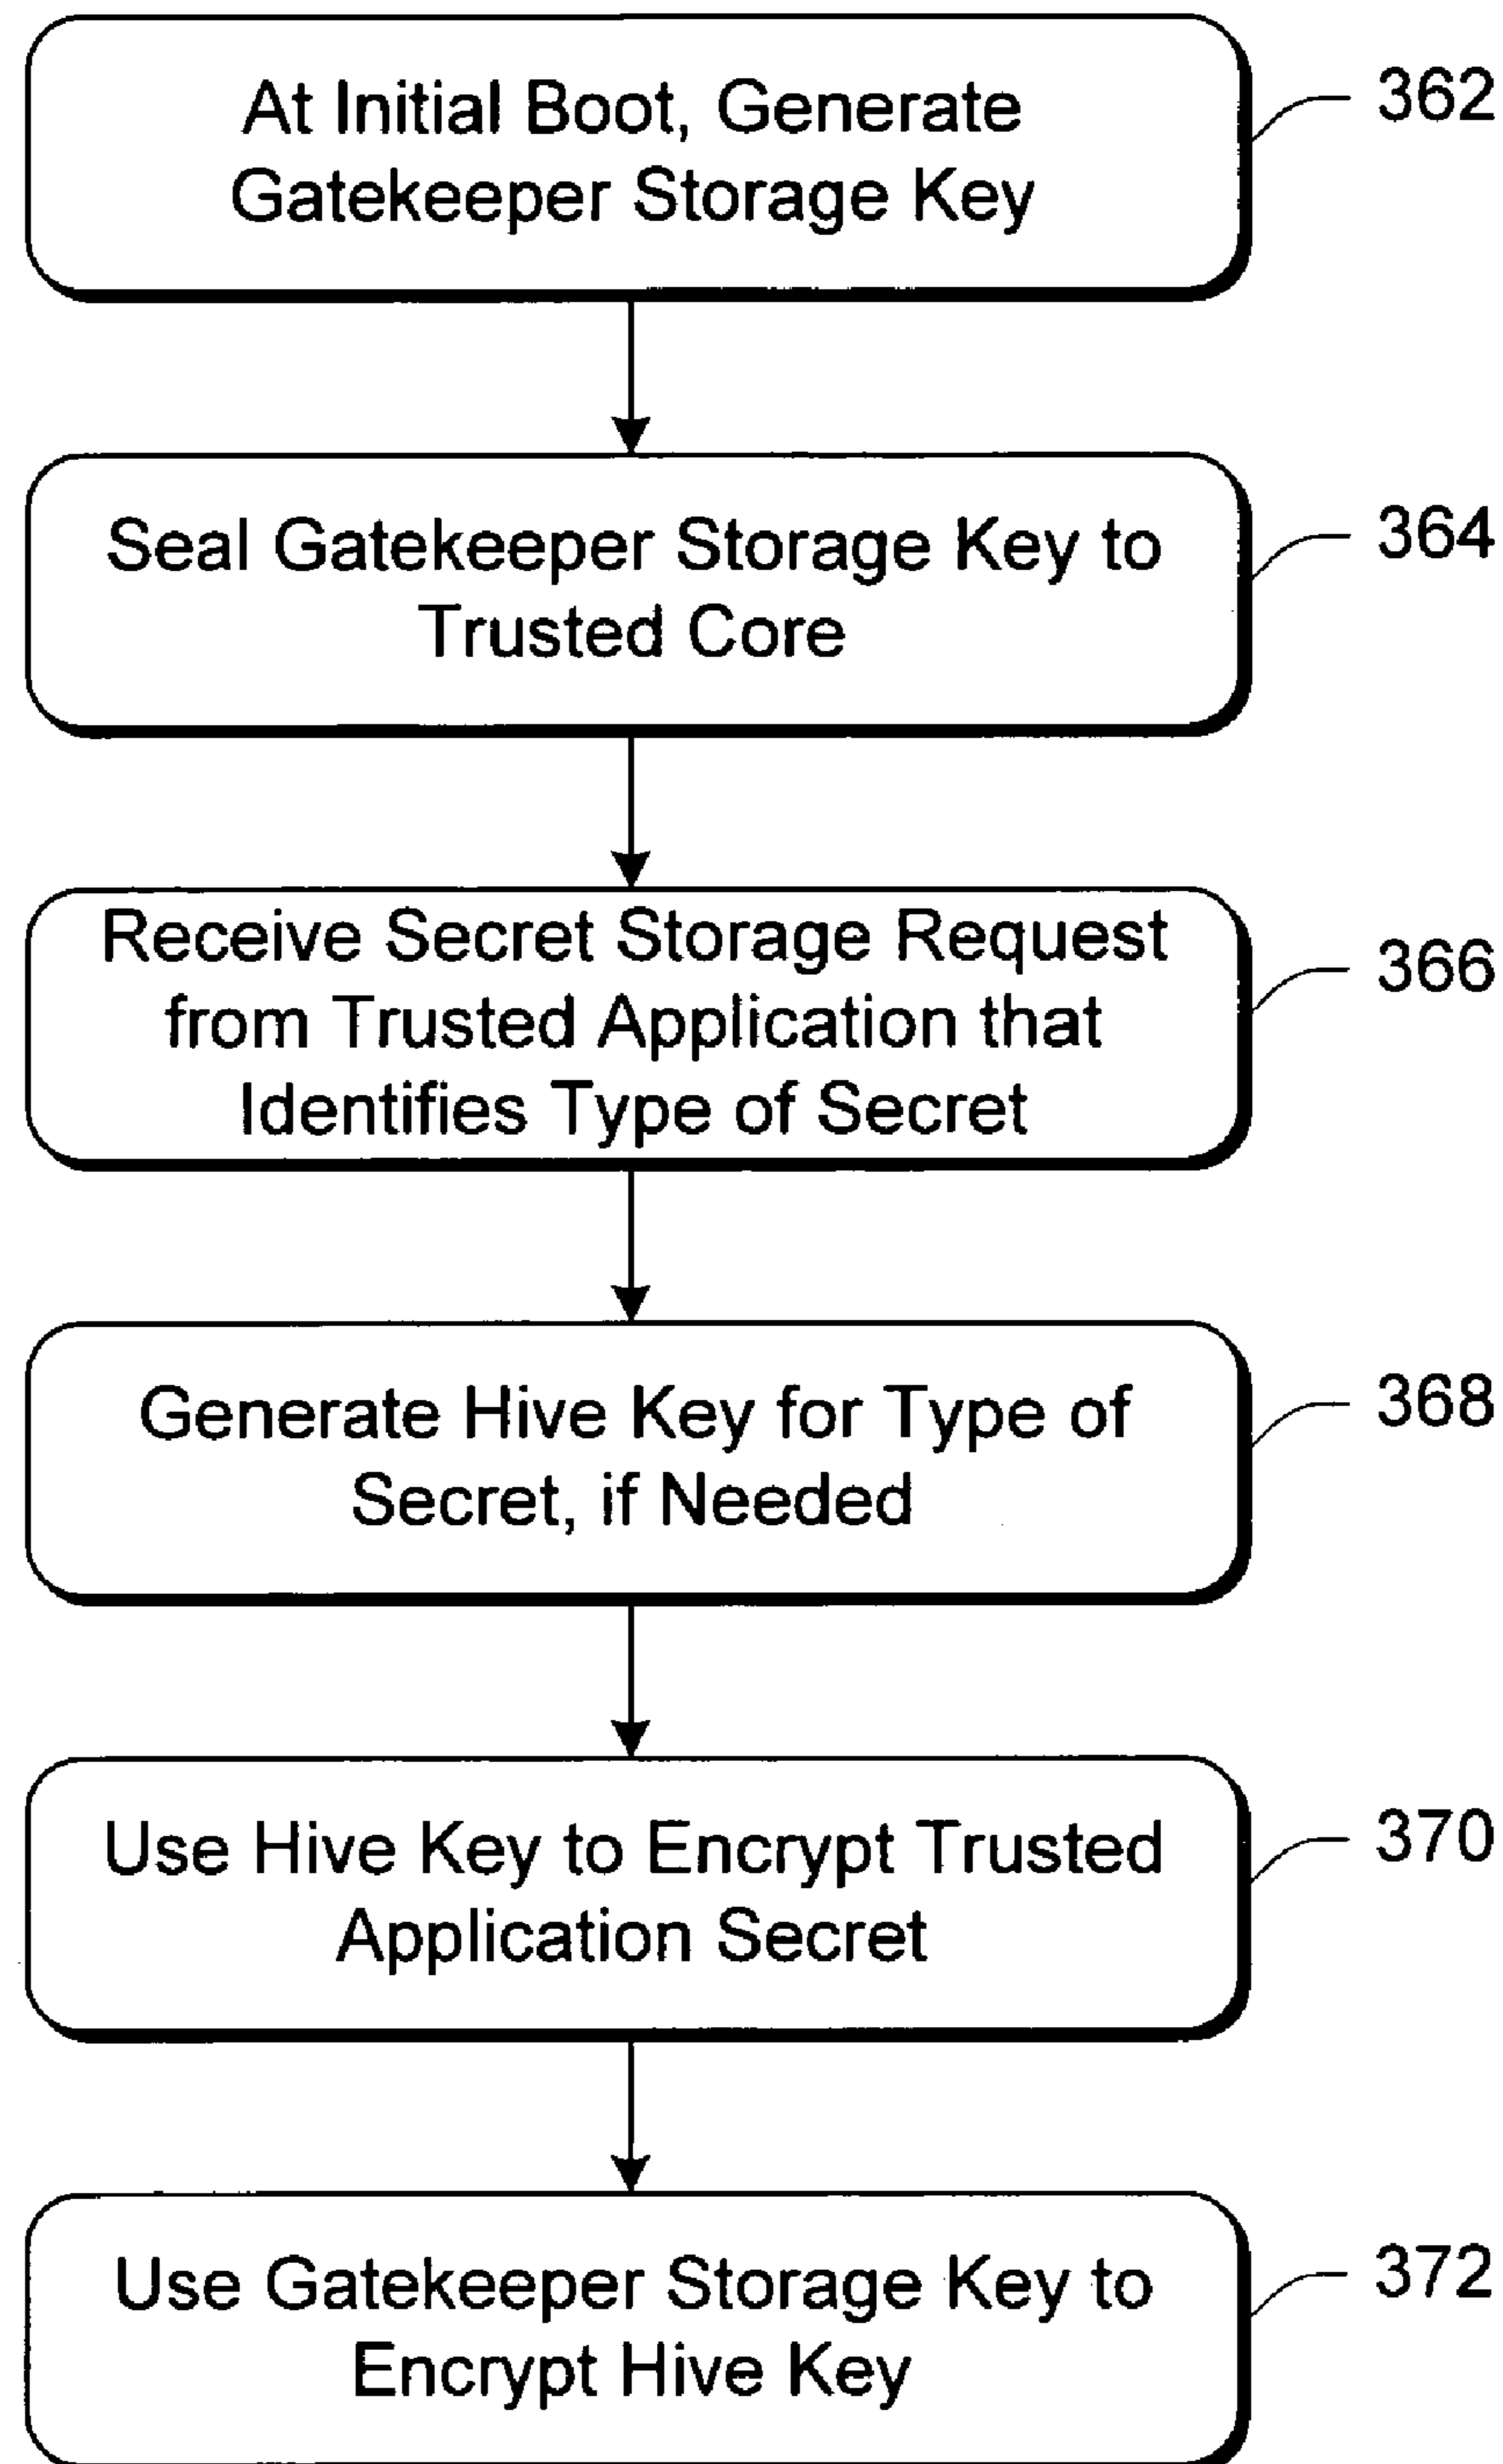 At Initial Boot, Generate
Gatekeeper Storage Key
362
Seal Gatekeeper Storage Key to
Trusted Core
364
Receive Secret Storage Request
from Trusted Application that
Identifies Type of Secret
366
Generate Hive Key for Type of
Secret, if Needed
368
Use Hive Key to Encrypt Trusted
Application Secret
370
Use Gatekeeper Storage Key to
Encrypt Hive Key
372